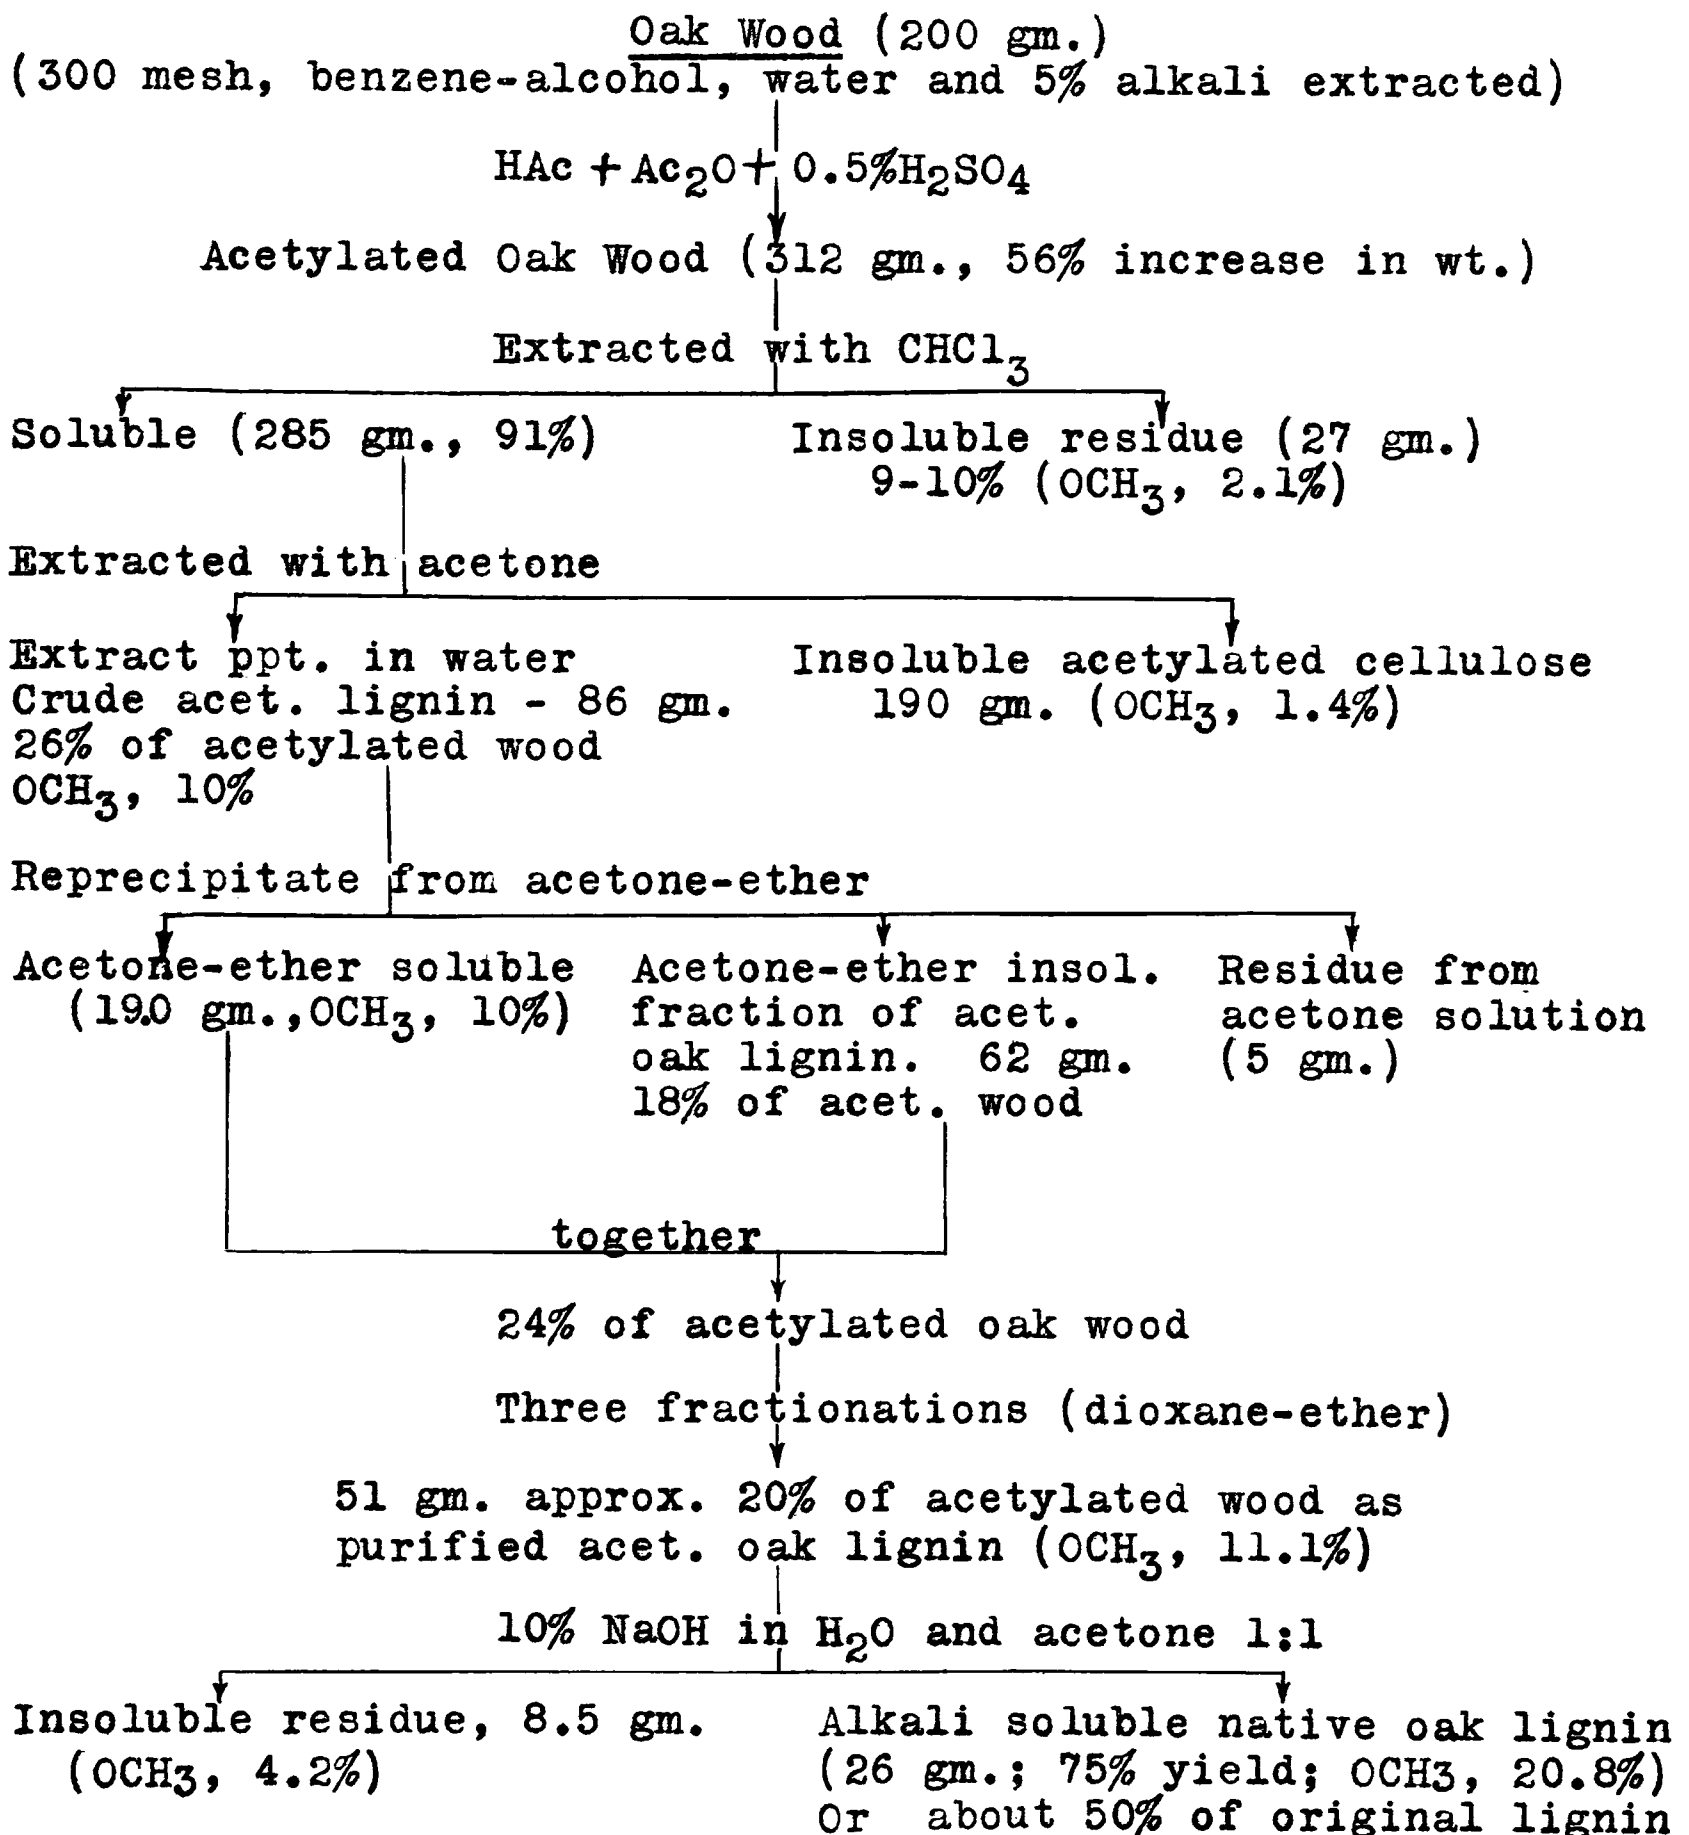 Oak Wood (200 gm.)
(300 mesh, benzene-alcohol, water and 5% alkali extracted)
HAc + Ac2O + 0.5%H2SO4
Acetylated Oak Wood (312 gm., 56% increase in wt.)
Extracted with CHCl3
Soluble (285 gm., 91%)
Insoluble residue (27 gm.)
9-10% (OCH3, 2.1%)
Extracted with acetone
Extract ppt. in water
Crude acet. lignin - 86 gm.
26% of acetylated wood
OCH3, 10%
Insoluble acetylated cellulose
190 gm. (OCH3, 1.4%)
Reprecipitate from acetone-ether
Acetone-ether soluble
(19.0 gm.,OCH3, 10%)
Acetone-ether insol.
fraction of acet.
oak lignin. 62 gm.
18% of acet. wood
Residue from
acetone solution
(5 gm.)
together
24% of acetylated oak wood
Three fractionations (dioxane-ether)
51 gm. approx. 20% of acetylated wood as
purified acet. oak lignin (OCH3, 11.1%)
10% NaOH in H2O and acetone 1:1
Insoluble residue, 8.5 gm.
(OCH3, 4.2%)
Alkali soluble native oak lignin
(26 gm.; 75% yield; OCH3, 20.8%)
Or about 50% of original lignin